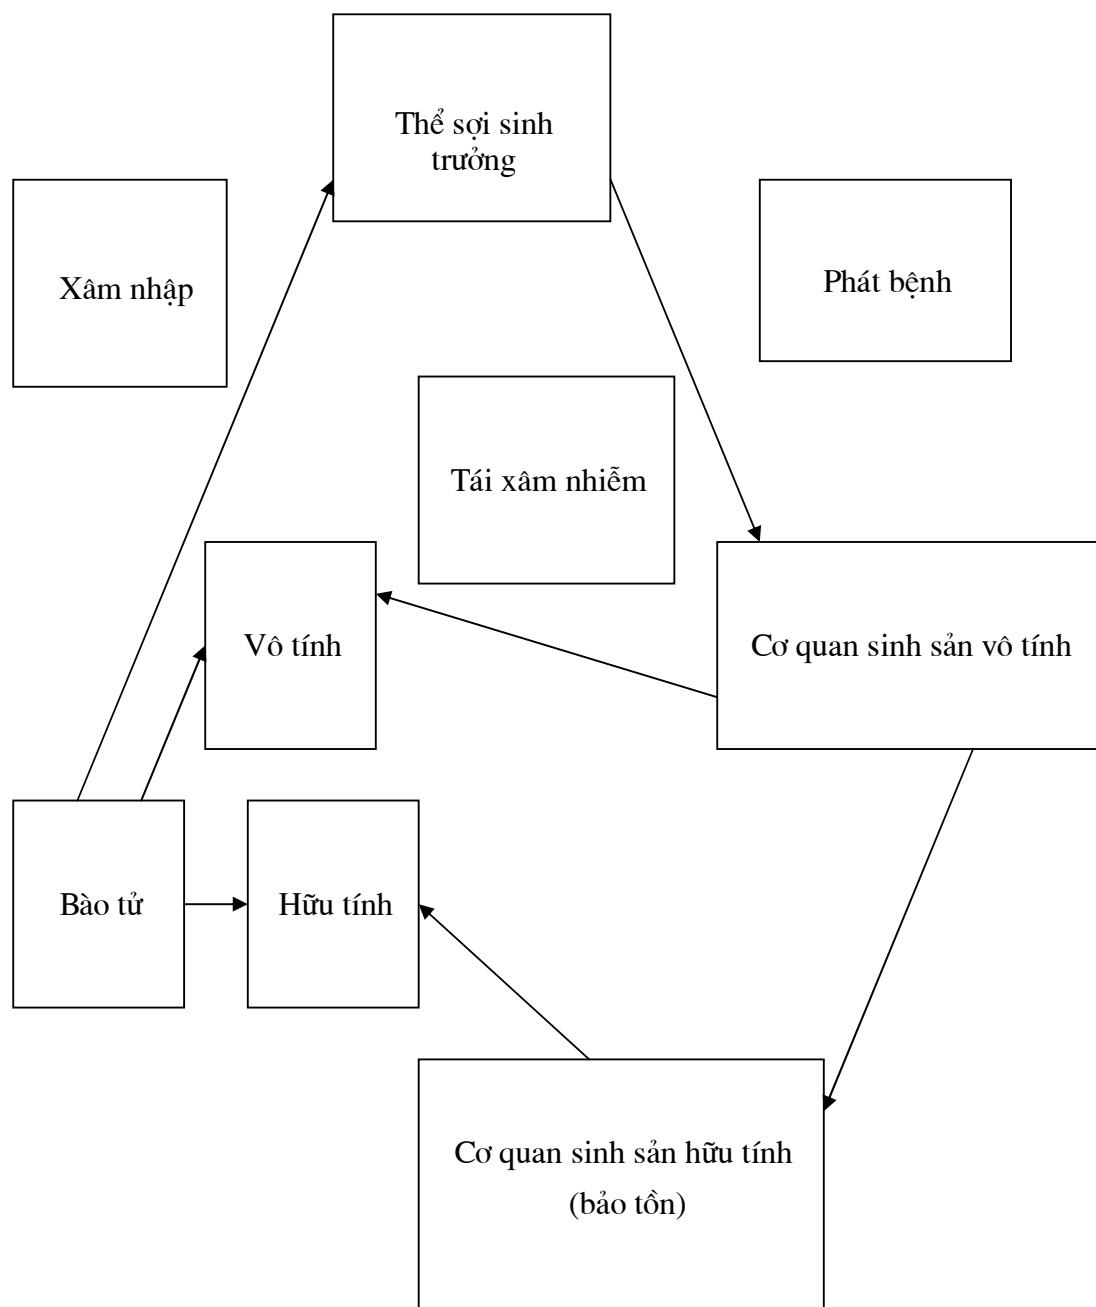 Thể sợi sinh
trưởng
Xâm nhập
Phát bệnh
Tái xâm nhiễm
Vô tính
Cơ quan sinh sản vô tính
Bào tử
Hữu tính
Cơ quan sinh sản hữu tính
(bảo tồn)